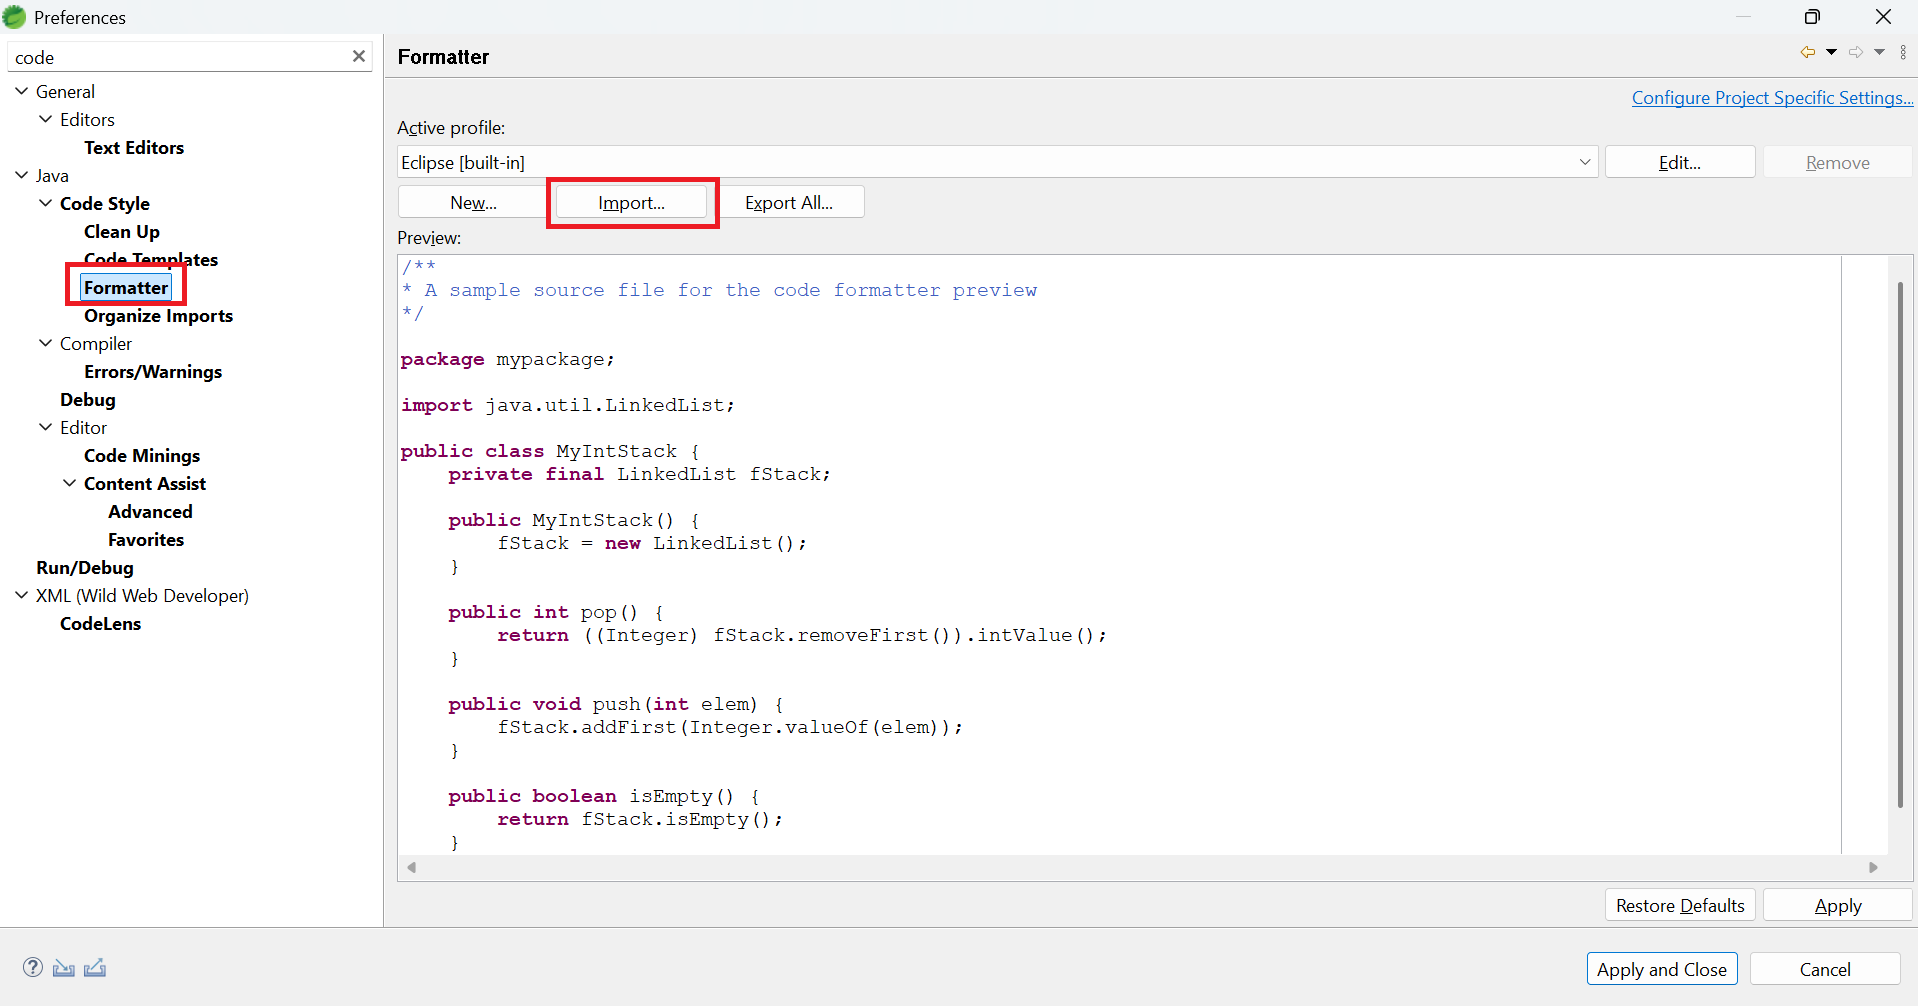 Preferences
code
General
Editors
Text Editors
Java
Code Style
Clean Up
Code Templates
Formatter
Organize Imports
Compiler
Errors/Warnings
Debug
Editor
Code Minings
Content Assist
Advanced
Favorites
Run/Debug
XML (Wild Web Developer)
CodeLens
Formatter
Configure Project Specific Settings...
Active profile:
Eclipse [built-in]
Edit...
Remove
New...
Import...
Export All...
Preview:
/**
* A sample source file for the code formatter preview
*/
package mypackage;
import java.util.LinkedList;
public class MyIntStack {
private final LinkedList fStack;
public MyIntStack() {
fStack = new LinkedList();
}
public int pop() {
return ((Integer) fStack.removeFirst()).intValue();
}
public void push(int elem) {
fStack.addFirst(Integer.valueOf(elem));
}
public boolean isEmpty() {
return fStack.isEmpty();
}
Restore Defaults
Apply
Apply and Close
Cancel